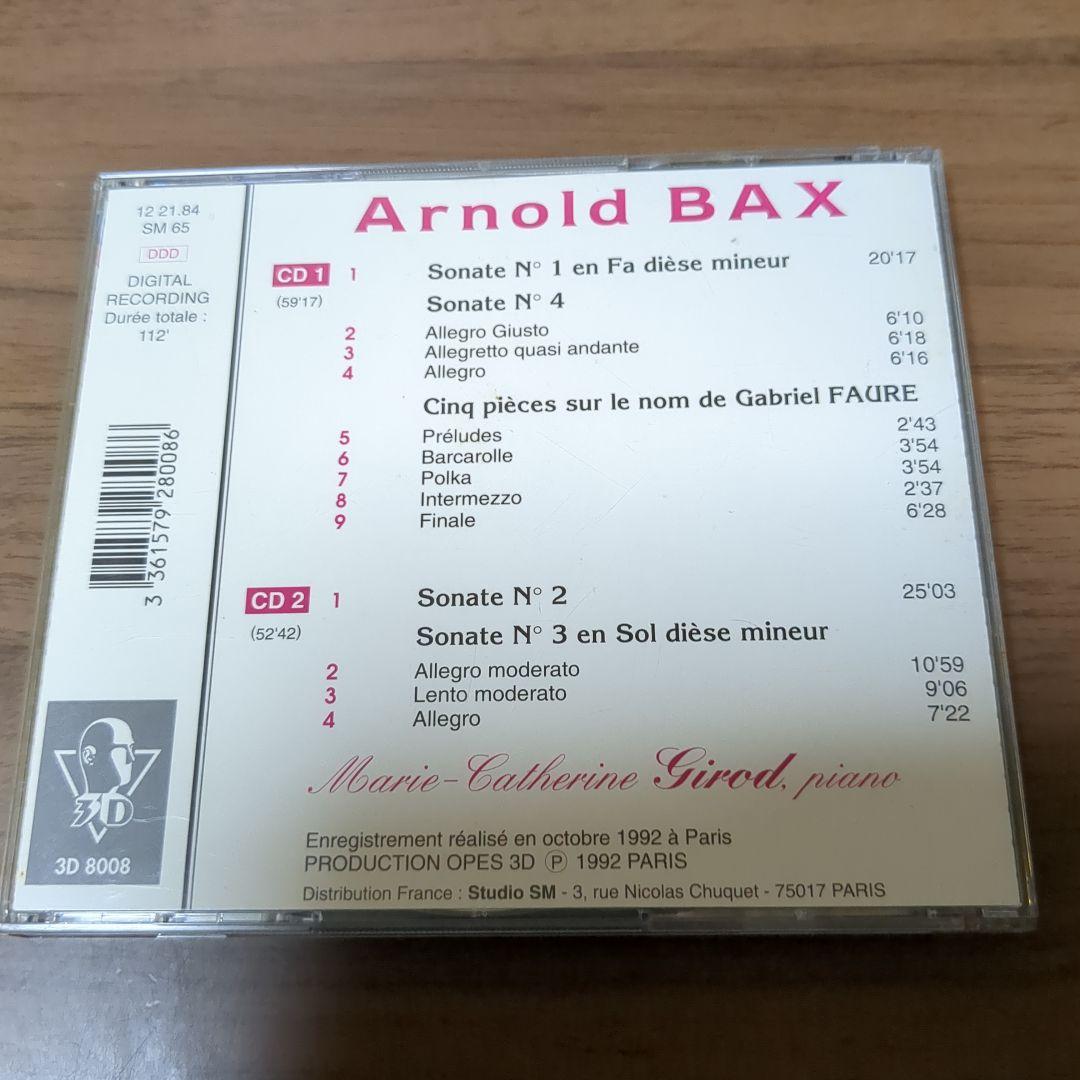 12 21.84
SM 65
DDD
DIGITAL
RECORDING
Durée totale :
112'
3 361579 280086
3D
3D 8008
Arnold BAX
CD 1 1 Sonate N° 1 en Fa dièse mineur 20'17
(59'17) Sonate N° 4
2 Allegro Giusto 6'10
3 Allegretto quasi andante 6'18
4 Allegro 6'16
Cinq pièces sur le nom de Gabriel FAURE
5 Préludes 2'43
6 Barcarolle 3'54
7 Polka 3'54
8 Intermezzo 2'37
9 Finale 6'28
CD 2 1 Sonate N° 2 25'03
(52'42) Sonate N° 3 en Sol dièse mineur
2 Allegro moderato 10'59
3 Lento moderato 9'06
4 Allegro 7'22
Marie-Catherine Girod, piano
Enregistrement réalisé en octobre 1992 à Paris
PRODUCTION OPES 3D Ⓟ 1992 PARIS
Distribution France : Studio SM - 3, rue Nicolas Chuquet - 75017 PARIS